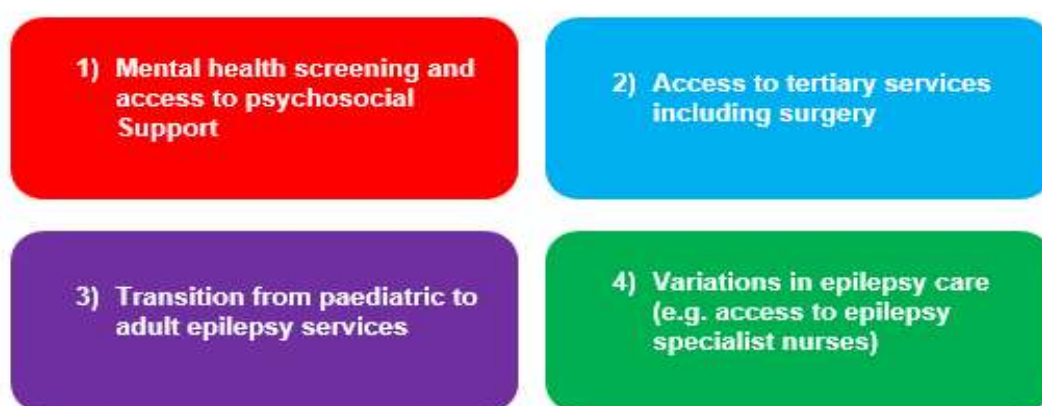 1) Mental health screening and
access to psychosocial
Support
2) Access to tertiary services
including surgery
3) Transition from paediatric to
adult epilepsy services
4) Variations in epilepsy care
(e.g. access to epilepsy
specialist nurses)